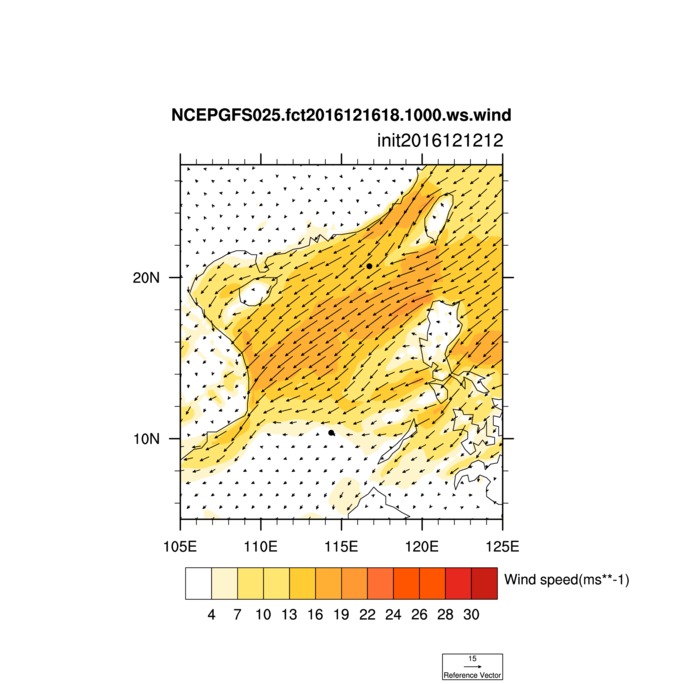 NCEPGFS025.fct2016121618.1000.ws.wind
init2016121212
20N
10N
105E 110E 115E 120E 125E
Wind speed(ms**-1)
4 7 10 13 16 19 22 24 26 28 30
15
Reference Vector